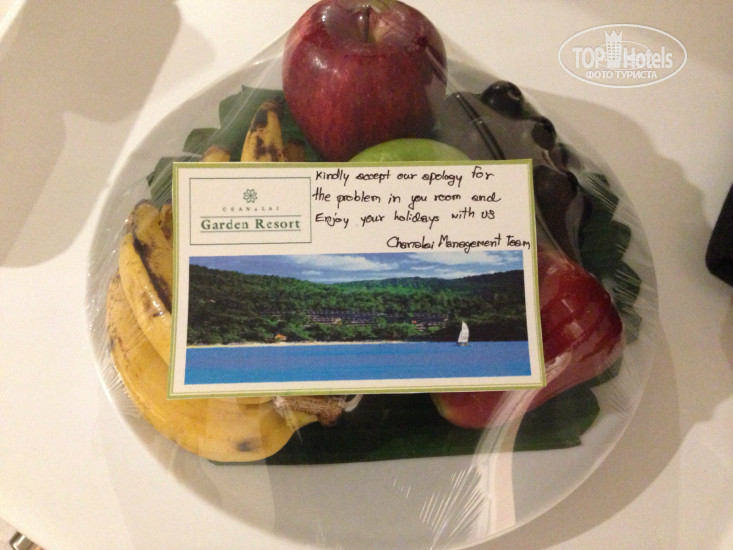 TOP Hotels
ФОТО ТУРИСТА
Kindly accept our apology for
the problem in you room and
Enjoy your holidays with us
Chanalai Management Team
CHANALAI
Garden Resort